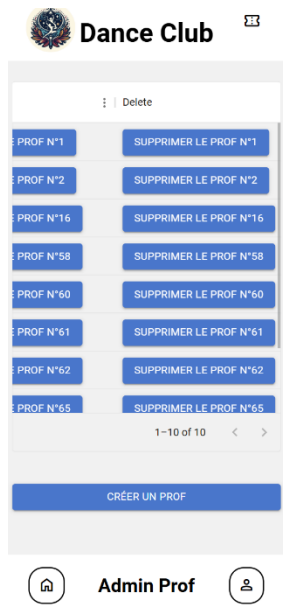 Dance Club
Delete
E PROF N°1 SUPPRIMER LE PROF N°1
E PROF N°2 SUPPRIMER LE PROF N°2
E PROF N°16 SUPPRIMER LE PROF N°16
E PROF N°58 SUPPRIMER LE PROF N°58
E PROF N°60 SUPPRIMER LE PROF N°60
E PROF N°61 SUPPRIMER LE PROF N°61
E PROF N°62 SUPPRIMER LE PROF N°62
E PROF N°65 SUPPRIMER LE PROF N°65
1–10 of 10
CRÉER UN PROF
Admin Prof